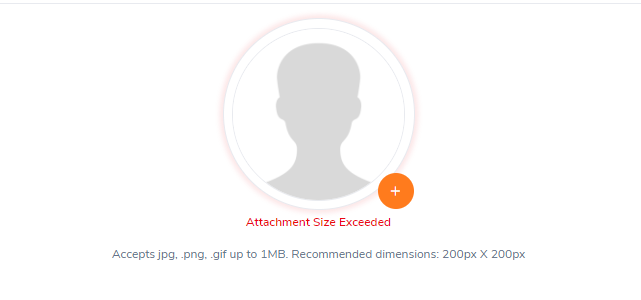 +
Attachment Size Exceeded
Accepts jpg, .png, .gif up to 1MB. Recommended dimensions: 200px X 200px